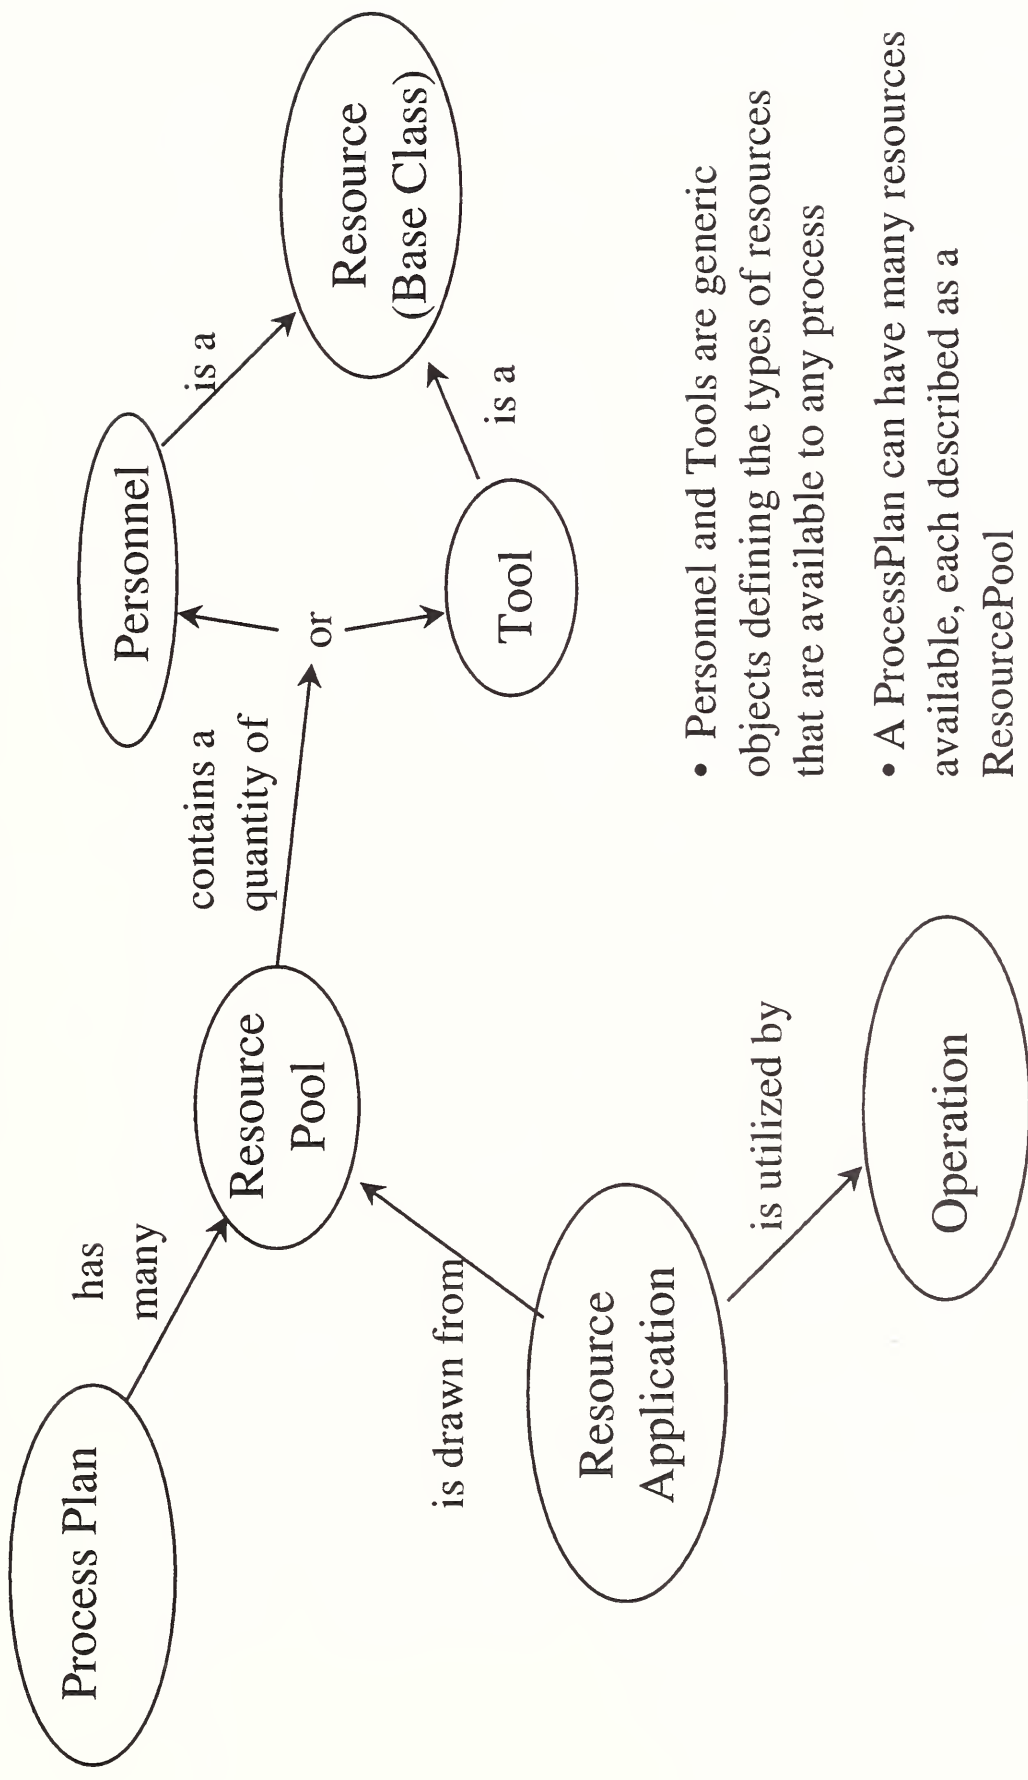 Process Plan
has
many
Resource
Pool
contains a
quantity of
Personnel
or
Tool
is a
is a
Resource
(Base Class)
is drawn from
Resource
Application
is utilized by
Operation
• Personnel and Tools are generic
objects defining the types of resources
that are available to any process
• A ProcessPlan can have many resources
available, each described as a
ResourcePool